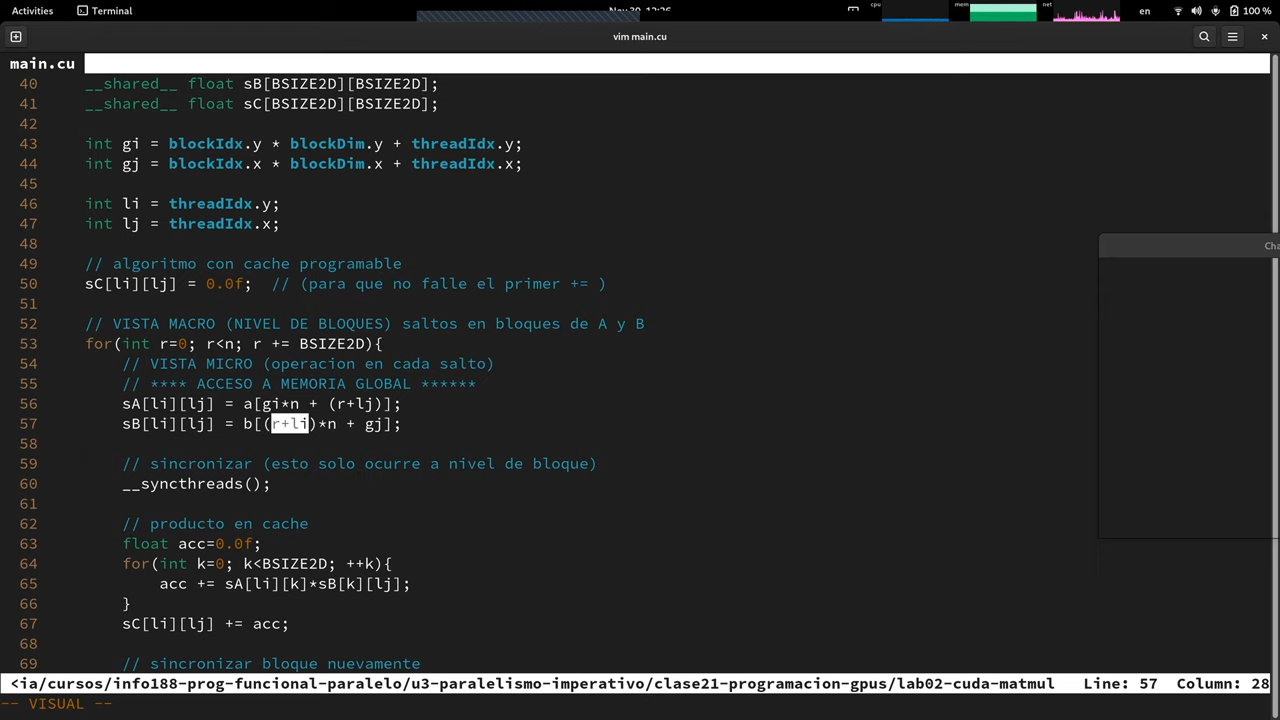 Activities Terminal cpu mem net en 100 %
vim main.cu
main.cu
40 __shared__ float sB[BSIZE2D][BSIZE2D];
41 __shared__ float sC[BSIZE2D][BSIZE2D];
42
43 int gi = blockIdx.y * blockDim.y + threadIdx.y;
44 int gj = blockIdx.x * blockDim.x + threadIdx.x;
45
46 int li = threadIdx.y;
47 int lj = threadIdx.x;
48
49 // algoritmo con cache programable
50 sC[li][lj] = 0.0f; // (para que no falle el primer += )
51
52 // VISTA MACRO (NIVEL DE BLOQUES) saltos en bloques de A y B
53 for(int r=0; r<n; r += BSIZE2D){
54 // VISTA MICRO (operacion en cada salto)
55 // **** ACCESO A MEMORIA GLOBAL ******
56 sA[li][lj] = a[gi*n + (r+lj)];
57 sB[li][lj] = b[(r+li)*n + gj];
59 // sincronizar (esto solo ocurre a nivel de bloque)
60 __syncthreads();
61
62 // producto en cache
63 float acc=0.0f;
64 for(int k=0; k<BSIZE2D; ++k){
65 acc += sA[li][k]*sB[k][lj];
66 }
67 sC[li][lj] += acc;
68
69 // sincronizar bloque nuevamente
<ia/cursos/info188-prog-funcional-paralelo/u3-paralelismo-imperativo/clase21-programacion-gpus/lab02-cuda-matmul Line: 57 Column: 28
-- VISUAL --